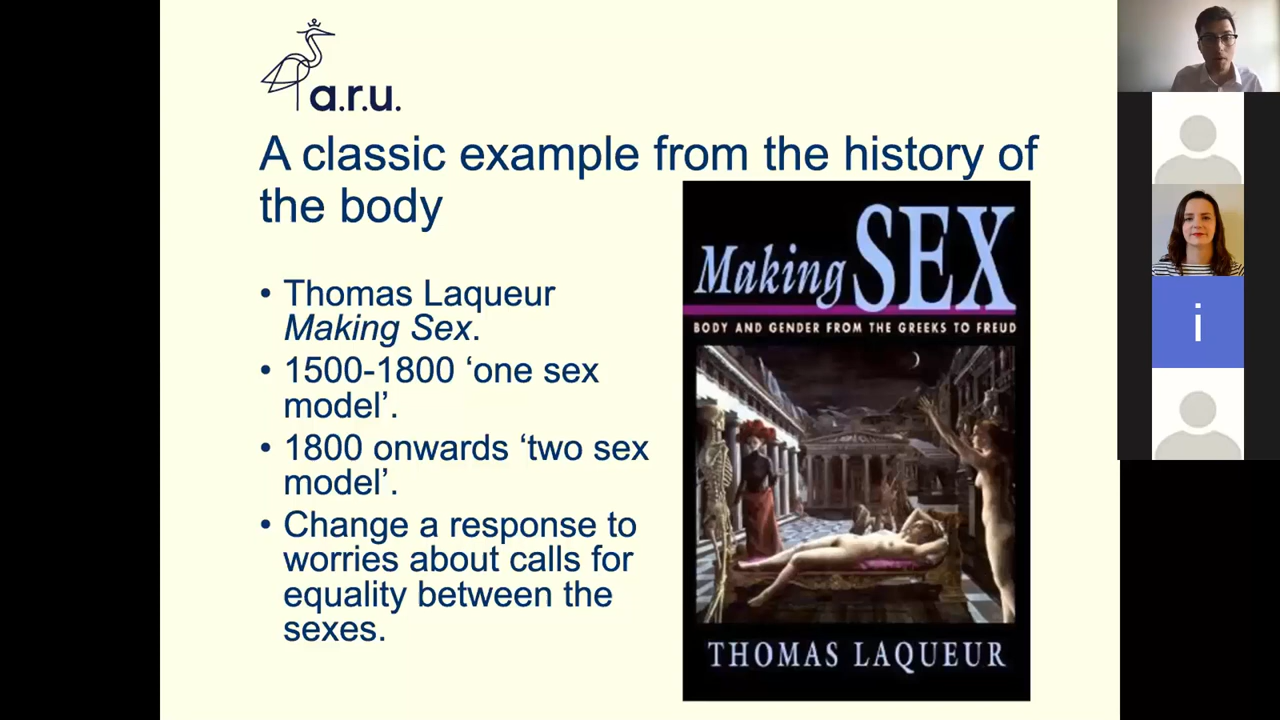 a.r.u.
A classic example from the history of
the body
• Thomas Laqueur
Making Sex.
• 1500-1800 ‘one sex
model’.
• 1800 onwards ‘two sex
model’.
• Change a response to
worries about calls for
equality between the
sexes.
Making SEX
BODY AND GENDER FROM THE GREEKS TO FREUD
THOMAS LAQUEUR
i